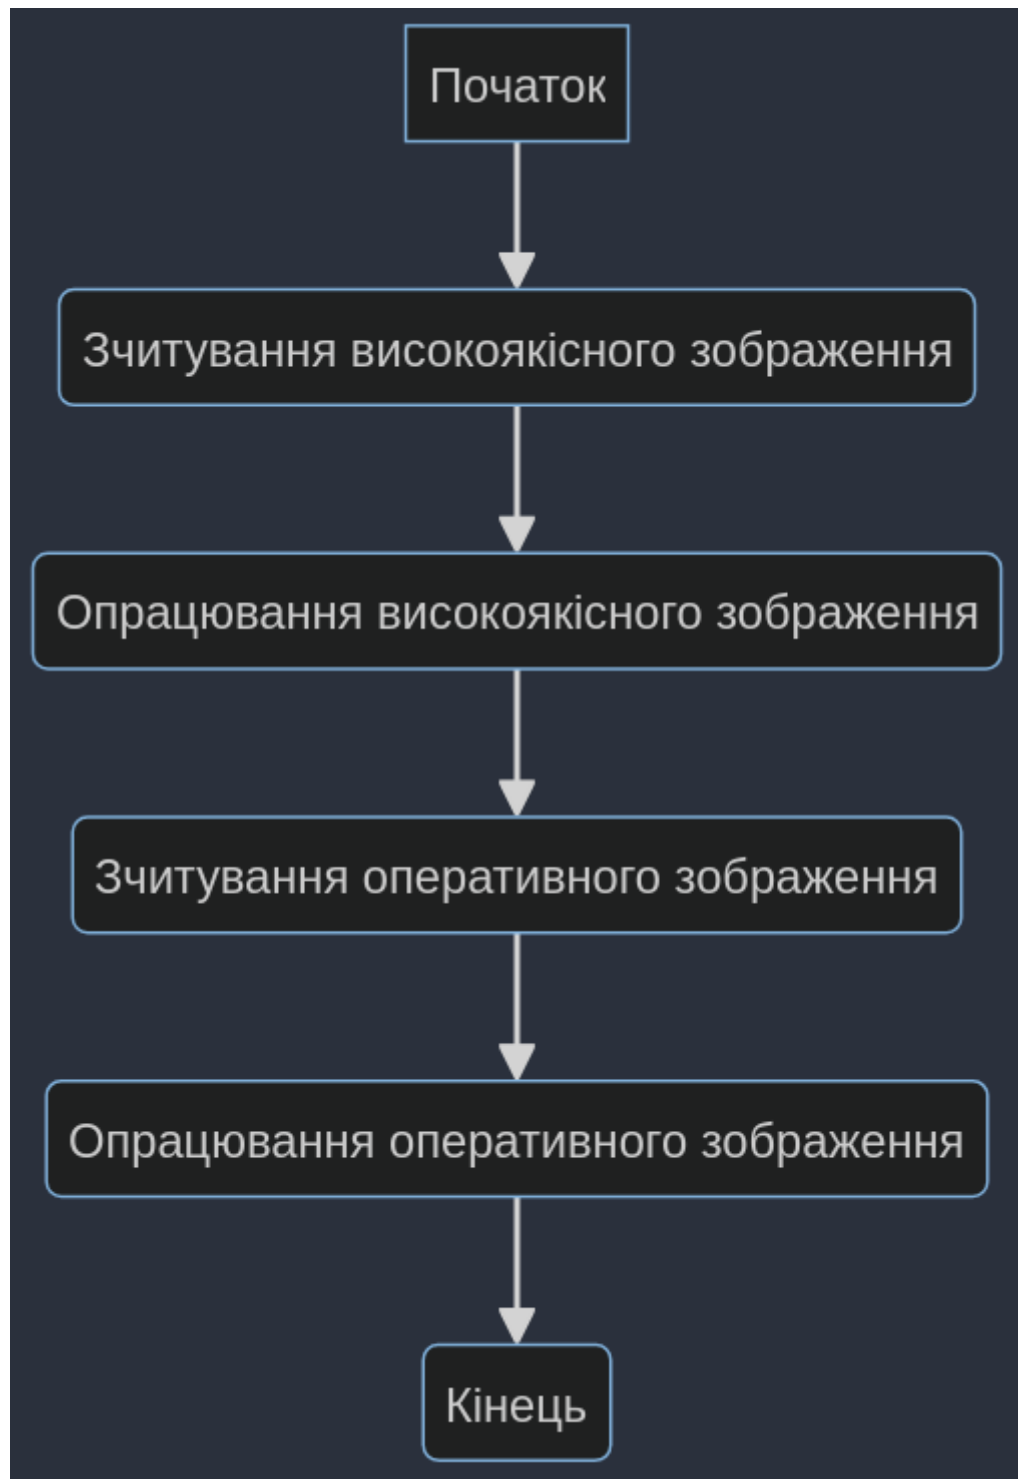 Початок
Зчитування високоякісного зображення
Опрацювання високоякісного зображення
Зчитування оперативного зображення
Опрацювання оперативного зображення
Кінець